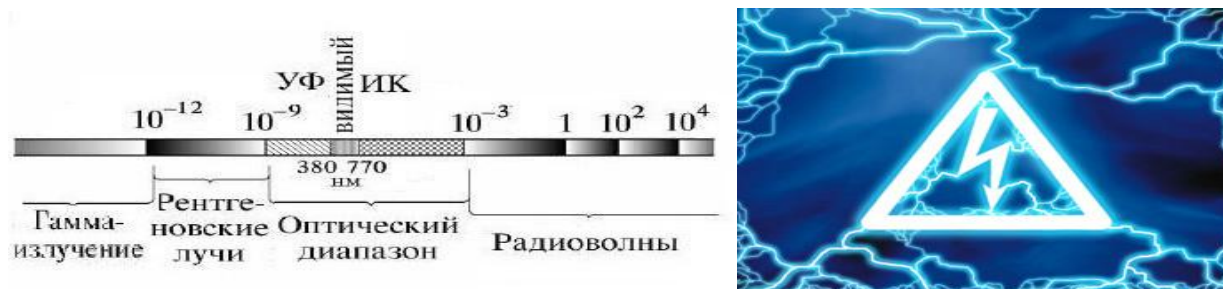 УФ ВИДИМЫЙ ИК
10⁻¹² 10⁻⁹ 10⁻³ 1 10² 10⁴
380 770
нм
Гамма-
излучение
Рентге-
новские
лучи
Оптический
диапазон
Радиоволны